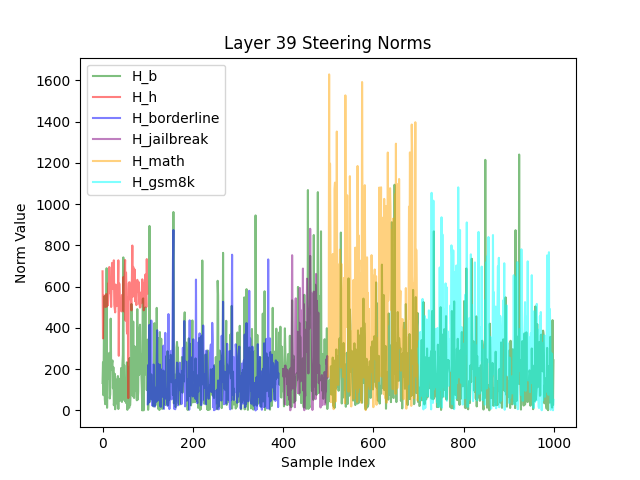 Layer 39 Steering Norms
H_b
H_h
H_borderline
H_jailbreak
H_math
H_gsm8k
Norm Value
1600
1400
1200
1000
800
600
400
200
0
0 200 400 600 800 1000
Sample Index